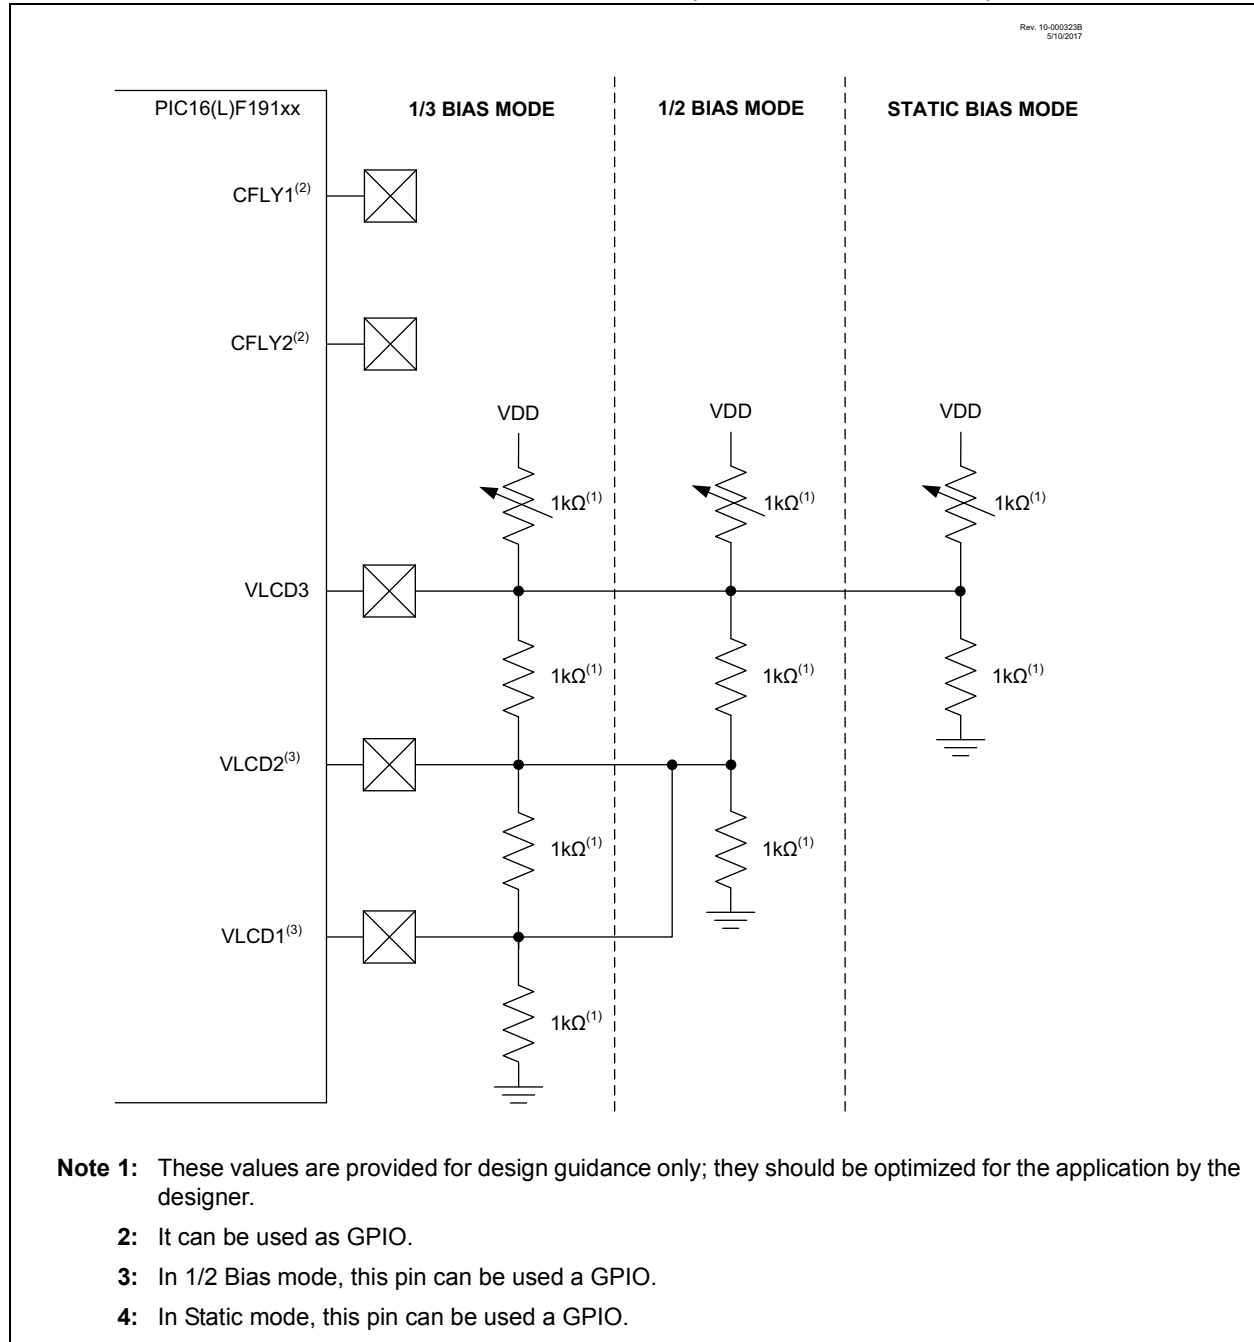 Rev. 10-000323B
5/10/2017
PIC16(L)F191xx
1/3 BIAS MODE
1/2 BIAS MODE
STATIC BIAS MODE
CFLY1(2)
CFLY2(2)
VDD
VDD
VDD
1kΩ(1)
1kΩ(1)
1kΩ(1)
VLCD3
1kΩ(1)
1kΩ(1)
1kΩ(1)
VLCD2(3)
1kΩ(1)
1kΩ(1)
VLCD1(3)
1kΩ(1)
Note 1: These values are provided for design guidance only; they should be optimized for the application by the
designer.
2: It can be used as GPIO.
3: In 1/2 Bias mode, this pin can be used a GPIO.
4: In Static mode, this pin can be used a GPIO.